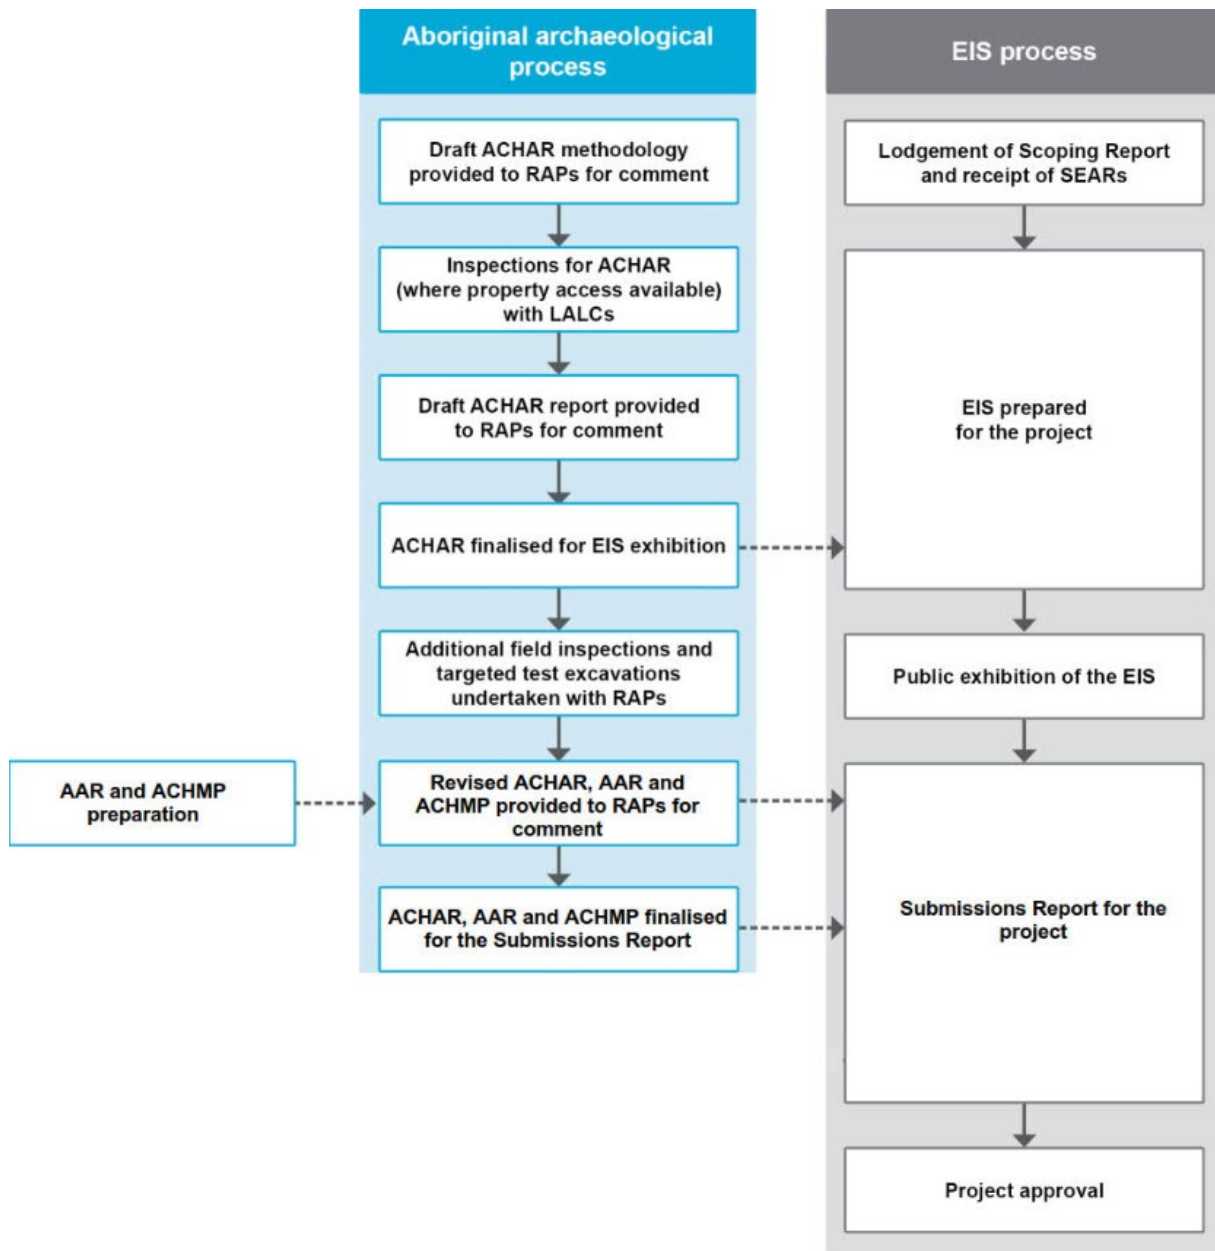 Aboriginal archaeological
process
Draft ACHAR methodology
provided to RAPs for comment
Inspections for ACHAR
(where property access available)
with LALCs
Draft ACHAR report provided
to RAPs for comment
ACHAR finalised for EIS exhibition
Additional field inspections and
targeted test excavations
undertaken with RAPs
AAR and ACHMP
preparation
Revised ACHAR, AAR and
ACHMP provided to RAPs for
comment
ACHAR, AAR and ACHMP finalised
for the Submissions Report
EIS process
Lodgement of Scoping Report
and receipt of SEARs
EIS prepared
for the project
Public exhibition of the EIS
Submissions Report for the
project
Project approval